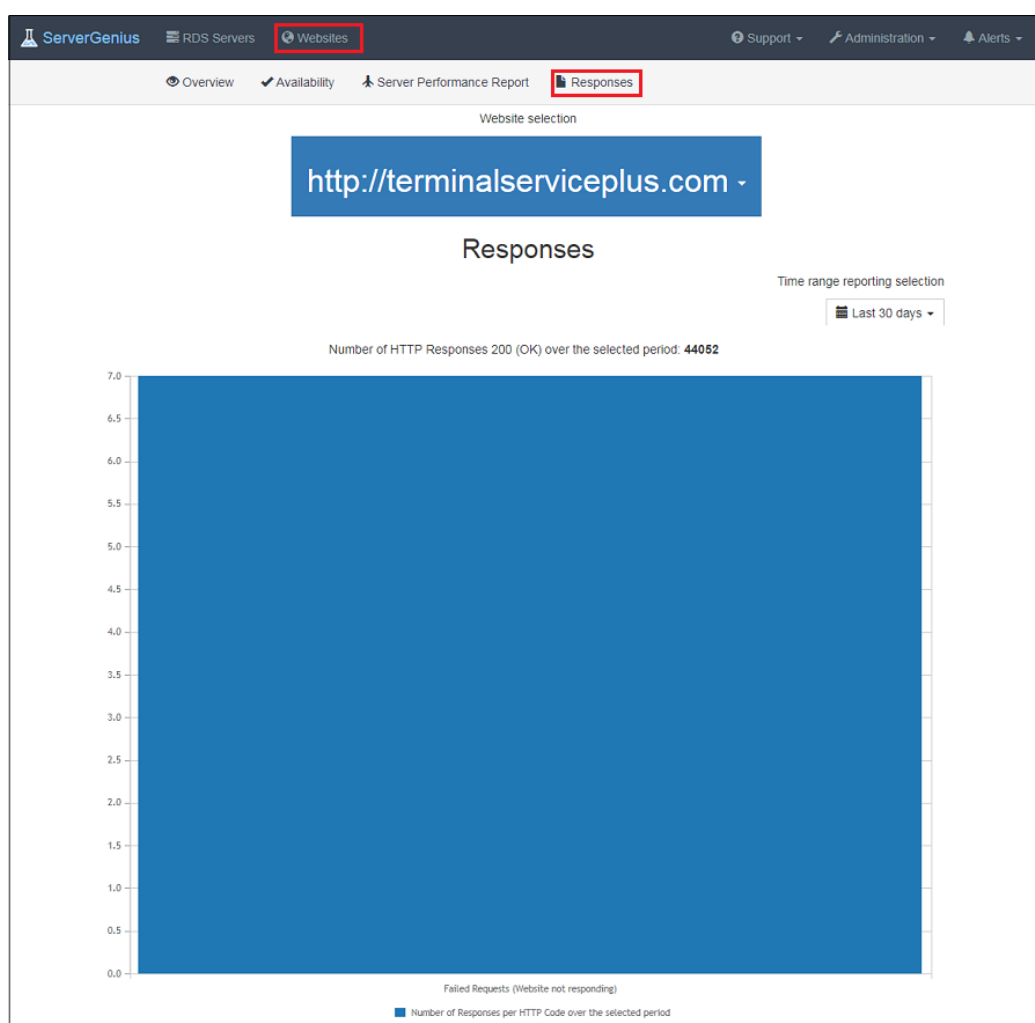 ServerGenius RDS Servers Websites Support Administration Alerts
Overview Availability Server Performance Report Responses
Website selection
http://terminalserviceplus.com
Responses
Time range reporting selection
Last 30 days
Number of HTTP Responses 200 (OK) over the selected period: 44052
7.0
6.5
6.0
5.5
5.0
4.5
4.0
3.5
3.0
2.5
2.0
1.5
1.0
0.5
0.0
Failed Requests (Website not responding)
Number of Responses per HTTP Code over the selected period